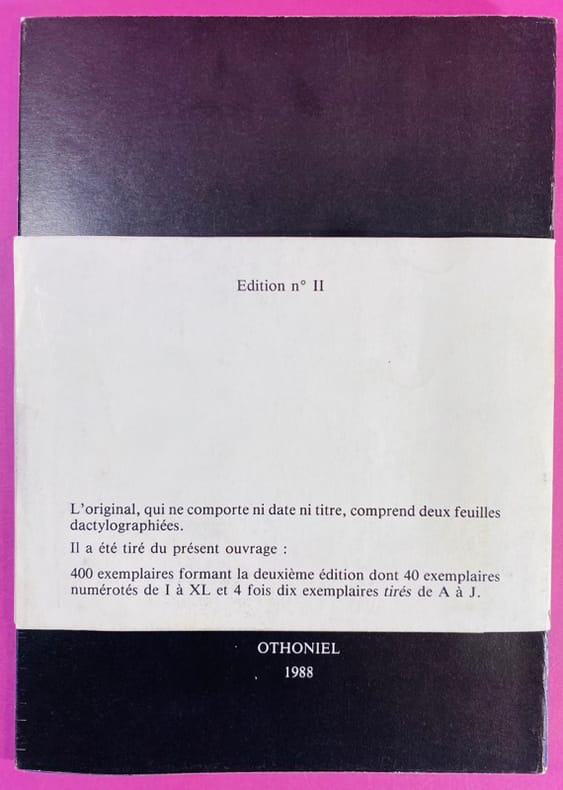 Edition n° II
L'original, qui ne comporte ni date ni titre, comprend deux feuilles
dactylographiées.
Il a été tiré du présent ouvrage :
400 exemplaires formant la deuxième édition dont 40 exemplaires
numérotés de I à XL et 4 fois dix exemplaires tirés de A à J.
OTHONIEL
1988